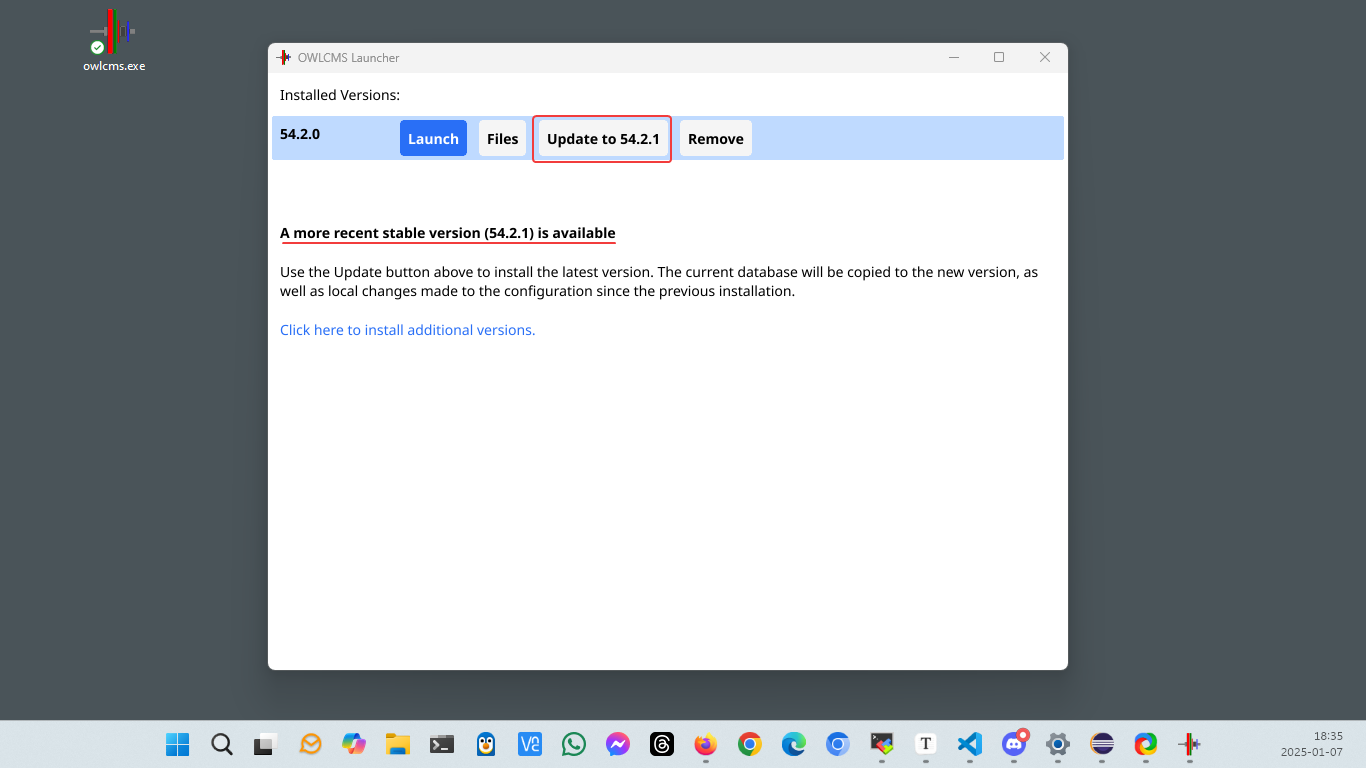 owlcms.exe
OWLCMS Launcher
Installed Versions:
54.2.0 Launch Files Update to 54.2.1 Remove
A more recent stable version (54.2.1) is available
Use the Update button above to install the latest version. The current database will be copied to the new version, as
well as local changes made to the configuration since the previous installation.
Click here to install additional versions.
18:35
2025-01-07